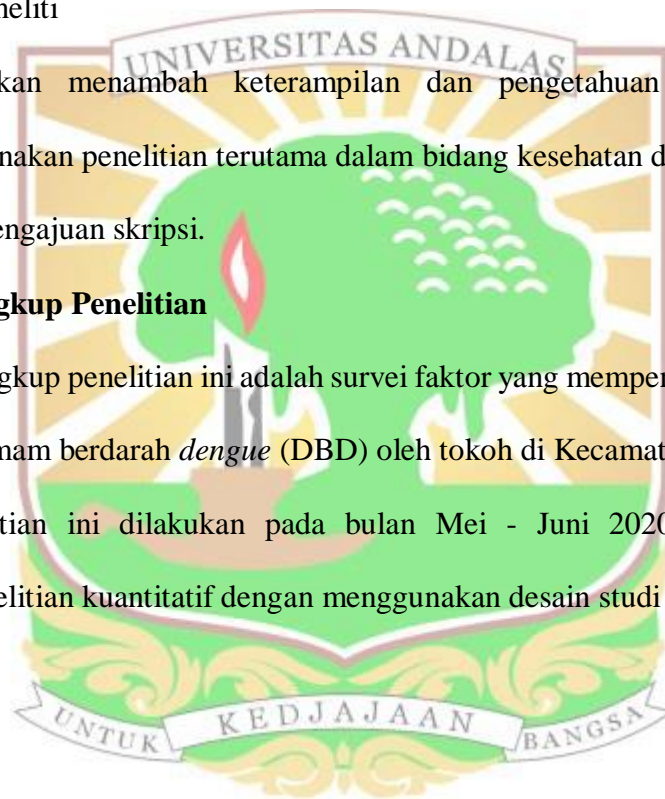 neliti
UNIVERSITAS ANDALAS
kan menambah keterampilan dan pengetahuan
nakan penelitian terutama dalam bidang kesehatan d
engajuan skripsi.
gkup Penelitian
gkup penelitian ini adalah survei faktor yang memper
mam berdarah dengue (DBD) oleh tokoh di Kecamat
tian ini dilakukan pada bulan Mei - Juni 2020
elitian kuantitatif dengan menggunakan desain studi
UNTUK KEDJAJAAN BANGSA